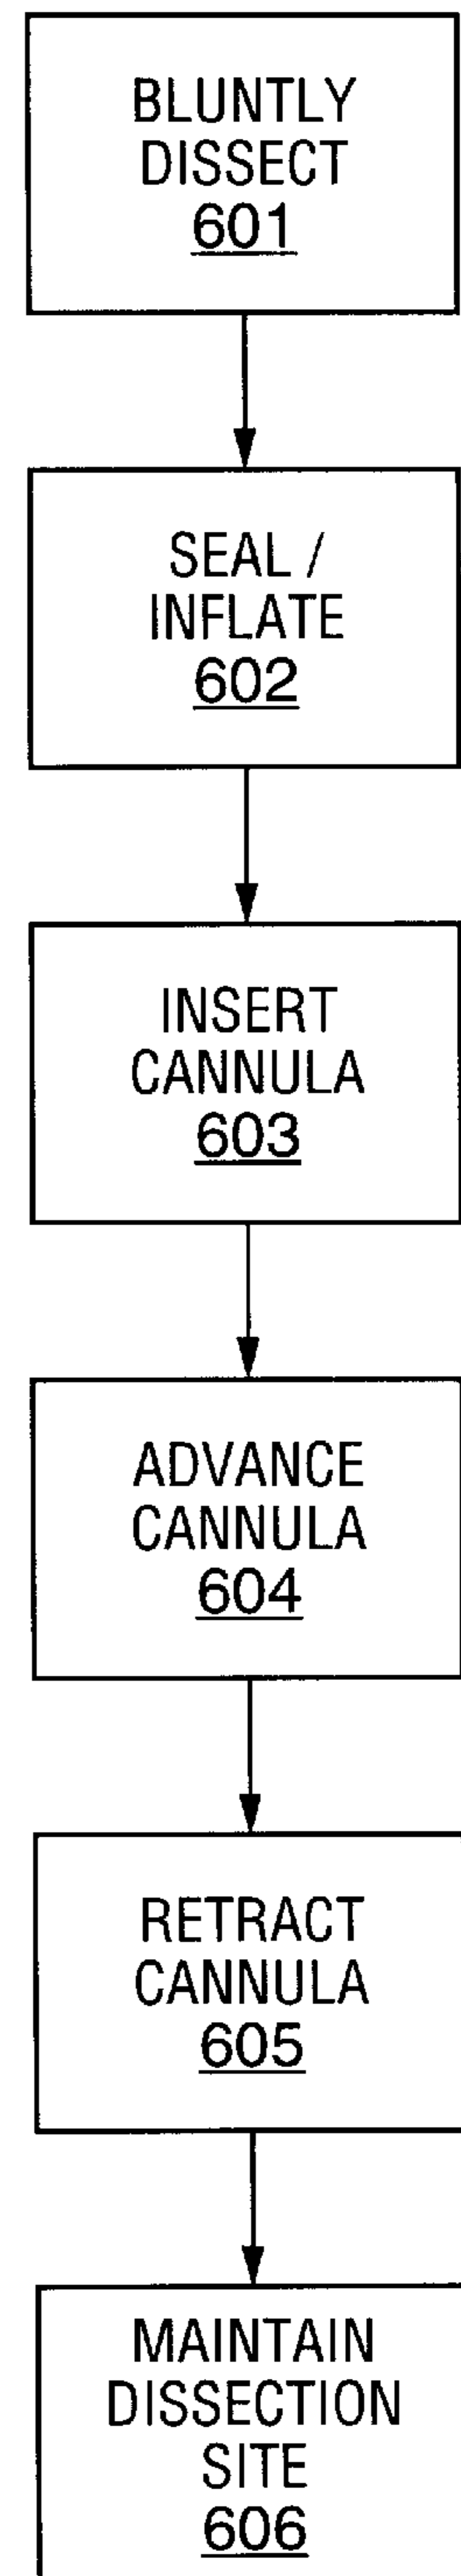 BLUNTLY
DISSECT
601
SEAL /
INFLATE
602
INSERT
CANNULA
603
ADVANCE
CANNULA
604
RETRACT
CANNULA
605
MAINTAIN
DISSECTION
SITE
606